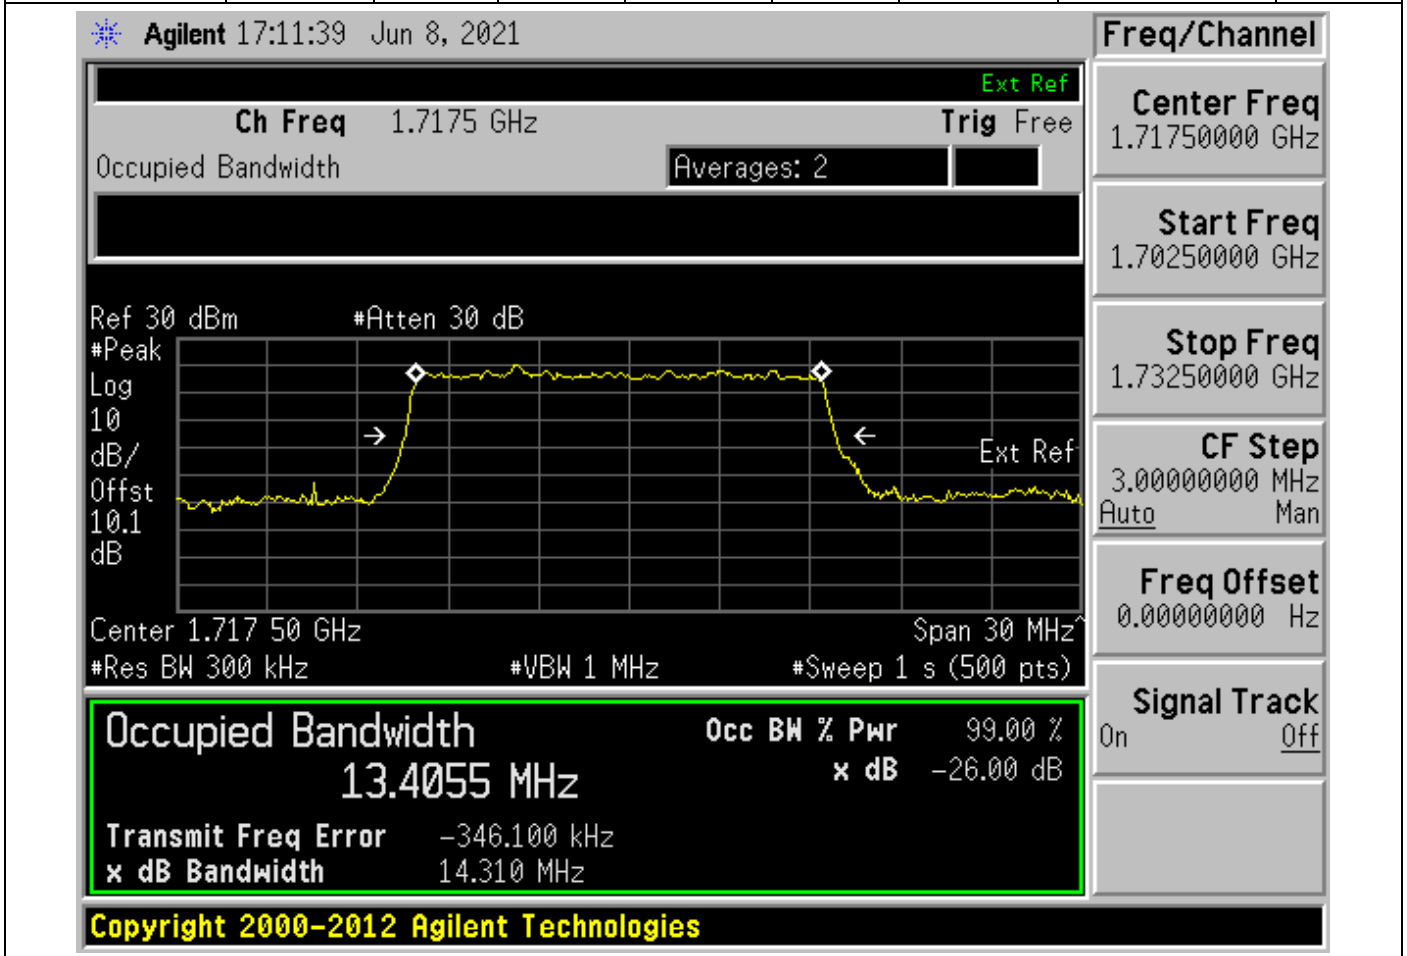 Agilent 17:11:39 Jun 8, 2021
Freq/Channel
Ext Ref
Ch Freq 1.7175 GHz
Trig Free
Occupied Bandwidth
Averages: 2
Center Freq
1.71750000 GHz
Start Freq
1.70250000 GHz
Stop Freq
1.73250000 GHz
CF Step
3.00000000 MHz
Auto Man
Freq Offset
0.00000000 Hz
Signal Track
On Off
Ref 30 dBm #Atten 30 dB
#Peak
Log
10
dB/
Offst
10.1
dB
Ext Ref
Center 1.717 50 GHz Span 30 MHz^
#Res BW 300 kHz #VBW 1 MHz #Sweep 1 s (500 pts)
Occupied Bandwidth
13.4055 MHz
Occ BW % Pwr 99.00 %
x dB -26.00 dB
Transmit Freq Error -346.100 kHz
x dB Bandwidth 14.310 MHz
Copyright 2000-2012 Agilent Technologies